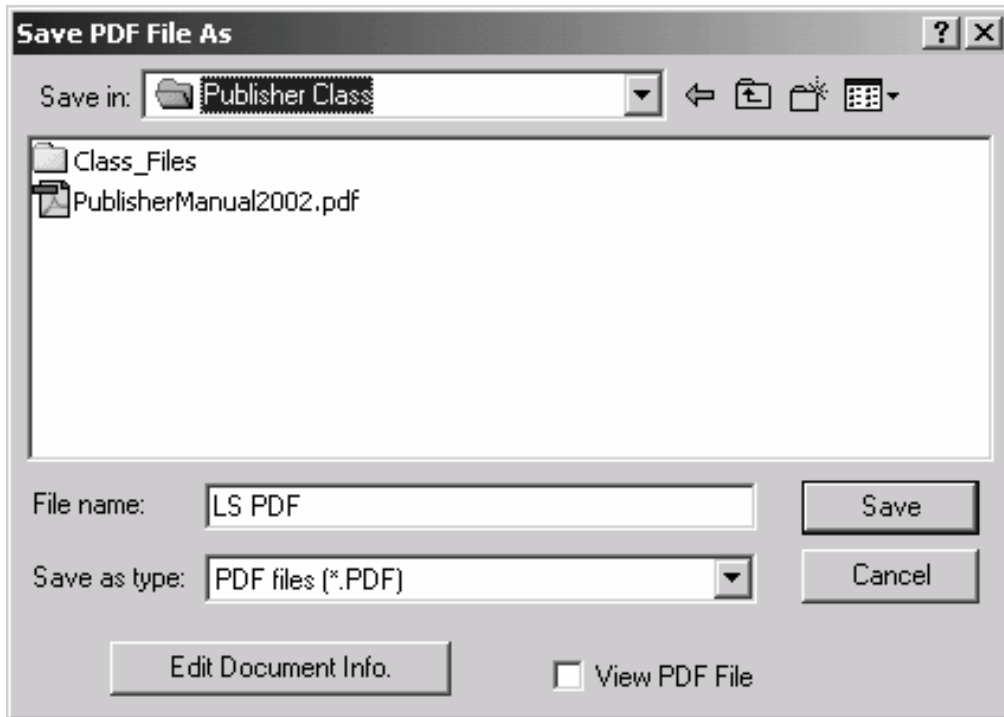 Save PDF File As
Save in: Publisher Class
Class_Files
PublisherManual2002.pdf
File name: LS PDF Save
Save as type: PDF files (*.PDF) Cancel
Edit Document Info. View PDF File